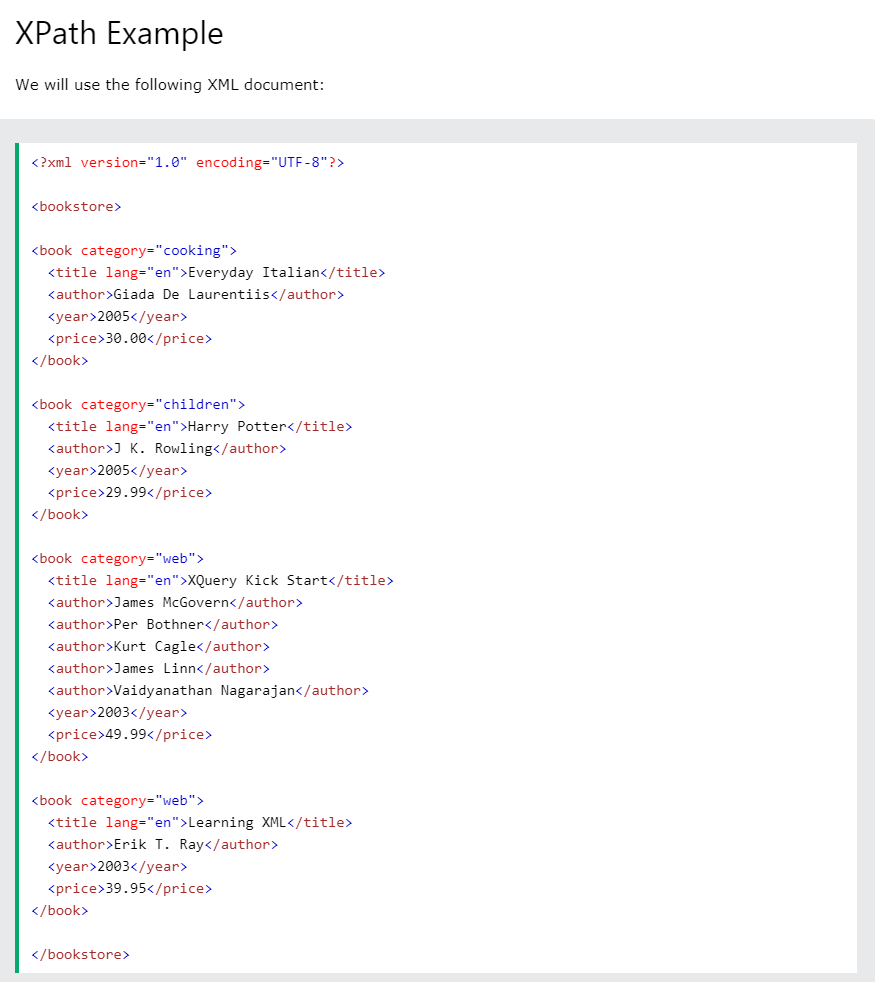 XPath Example
We will use the following XML document:
<?xml version="1.0" encoding="UTF-8"?>
<bookstore>
<book category="cooking">
  <title lang="en">Everyday Italian</title>
  <author>Giada De Laurentiis</author>
  <year>2005</year>
  <price>30.00</price>
</book>
<book category="children">
  <title lang="en">Harry Potter</title>
  <author>J K. Rowling</author>
  <year>2005</year>
  <price>29.99</price>
</book>
<book category="web">
  <title lang="en">XQuery Kick Start</title>
  <author>James McGovern</author>
  <author>Per Bothner</author>
  <author>Kurt Cagle</author>
  <author>James Linn</author>
  <author>Vaidyanathan Nagarajan</author>
  <year>2003</year>
  <price>49.99</price>
</book>
<book category="web">
  <title lang="en">Learning XML</title>
  <author>Erik T. Ray</author>
  <year>2003</year>
  <price>39.95</price>
</book>
</bookstore>